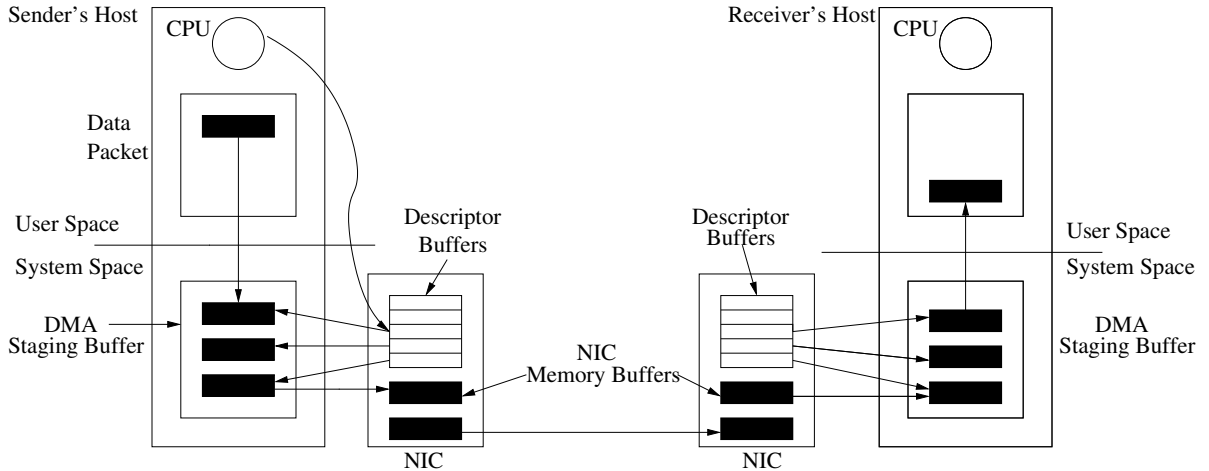 Sender's Host
CPU
Data
Packet
User Space
System Space
DMA
Staging Buffer
Descriptor
Buffers
NIC
NIC
Memory Buffers
Receiver's Host
CPU
Descriptor
Buffers
User Space
System Space
DMA
Staging Buffer
NIC